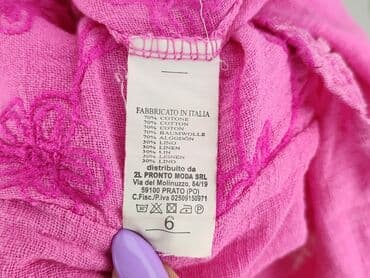 FABBRICATO IN ITALIA
70% COTONE
70% COTTON
70% COTON
70% BAUMWOLLE
70% ALGODÓN
30% LINO
30% LINEN
30% LIN
30% LEINEN
30% LINO
distribuito da
2L PRONTO MODA SRL
Via del Molinuzzo, 84/19
59100 PRATO (PO)
C.Fisc./P.iva 02509150971
6